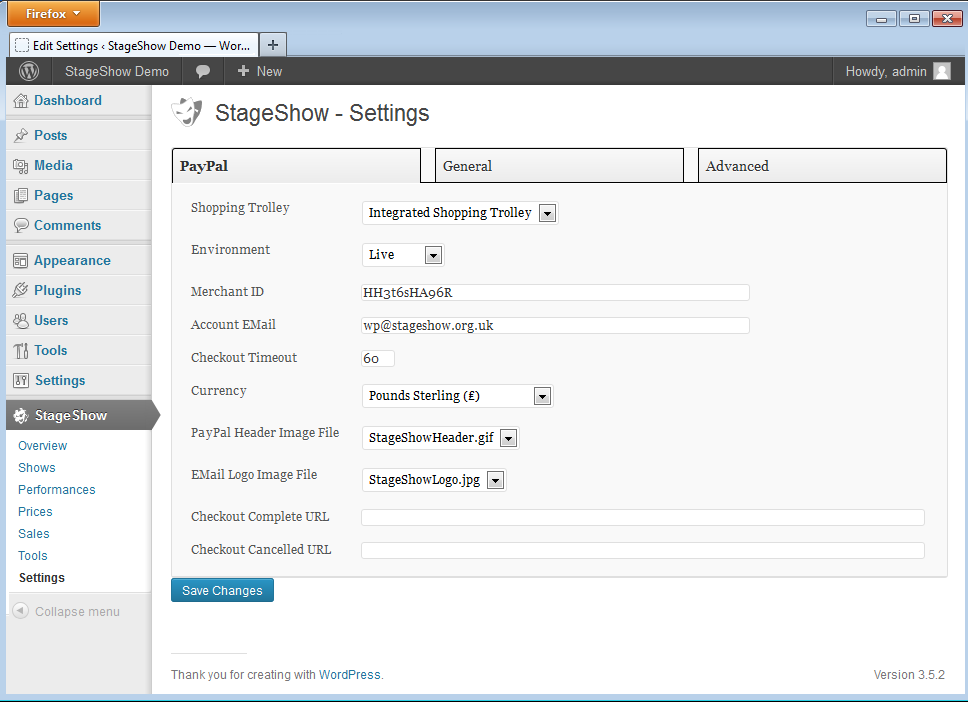 Firefox
Edit Settings ‹ StageShow Demo — Wor...
StageShow Demo
New
Howdy, admin
Dashboard
Posts
Media
Pages
Comments
Appearance
Plugins
Users
Tools
Settings
StageShow
Overview
Shows
Performances
Prices
Sales
Tools
Settings
Collapse menu
StageShow - Settings
PayPal General Advanced
Shopping Trolley Integrated Shopping Trolley
Environment Live
Merchant ID HH3t6sHA96R
Account EMail wp@stageshow.org.uk
Checkout Timeout 60
Currency Pounds Sterling (£)
PayPal Header Image File StageShowHeader.gif
EMail Logo Image File StageShowLogo.jpg
Checkout Complete URL
Checkout Cancelled URL
Save Changes
Thank you for creating with WordPress. Version 3.5.2